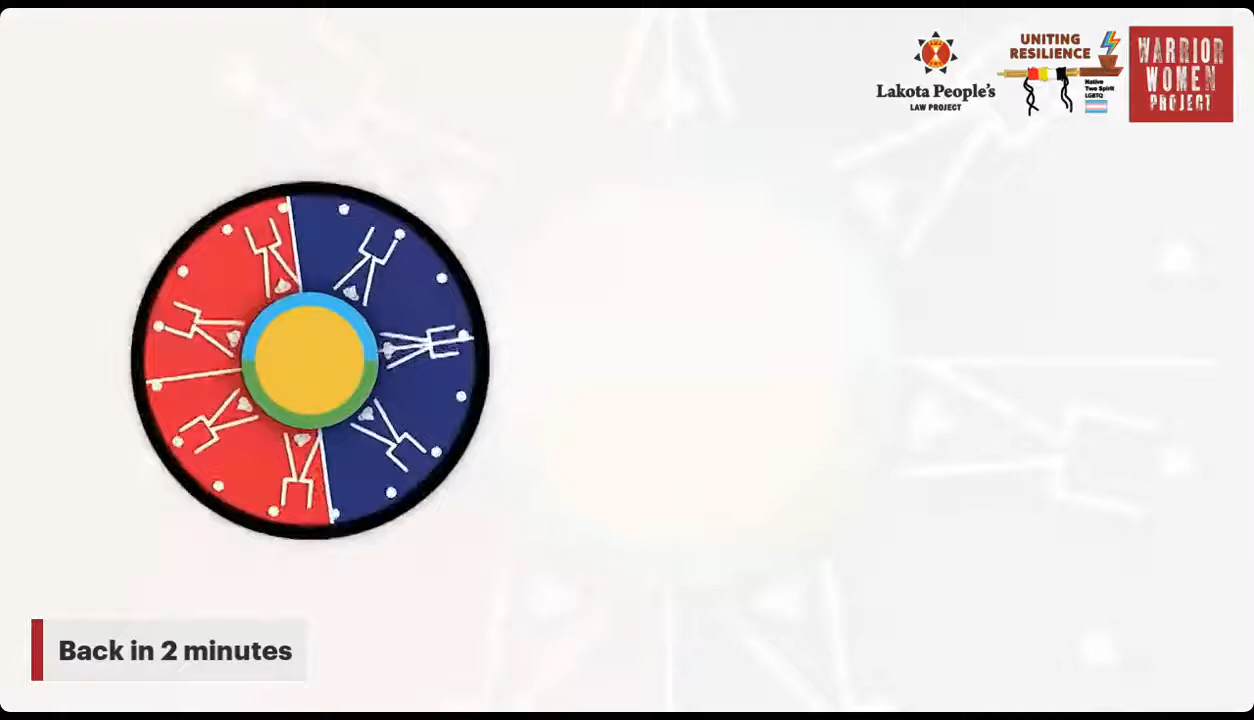 Lakota People's
LAW PROJECT
UNITING
RESILIENCE
Native
Two Spirit
LGBTQ
WARRIOR
WOMEN
PROJECT
Back in 2 minutes